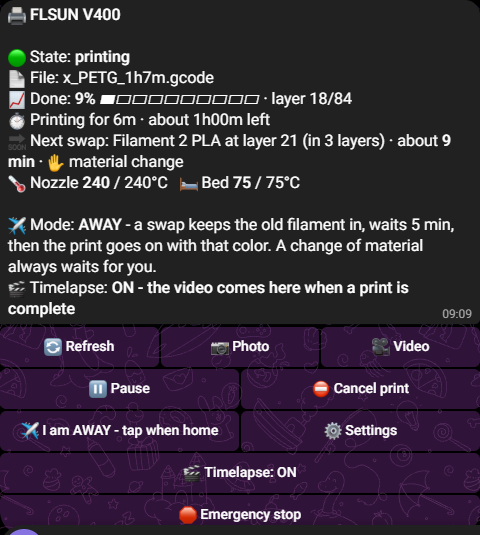 🖨️ FLSUN V400
🟢 State: printing
📄 File: x_PETG_1h7m.gcode
📈 Done: 9% ■□□□□□□□□□ · layer 18/84
⏱️ Printing for 6m · about 1h00m left
🔜 Next swap: Filament 2 PLA at layer 21 (in 3 layers) · about 9
min · ✋ material change
🌡️ Nozzle 240 / 240°C 🛏️ Bed 75 / 75°C
✈️ Mode: AWAY - a swap keeps the old filament in, waits 5 min,
then the print goes on with that color. A change of material
always waits for you.
🎬 Timelapse: ON - the video comes here when a print is
complete
09:09
🔄 Refresh
📷 Photo
🎥 Video
⏸️ Pause
⛔ Cancel print
✈️ I am AWAY - tap when home
⚙️ Settings
🎬 Timelapse: ON
🛑 Emergency stop